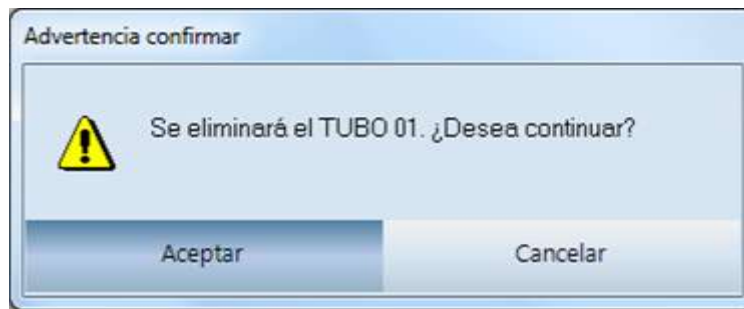 Advertencia confirmar
Se eliminará el TUBO 01. ¿Desea continuar?
Aceptar
Cancelar